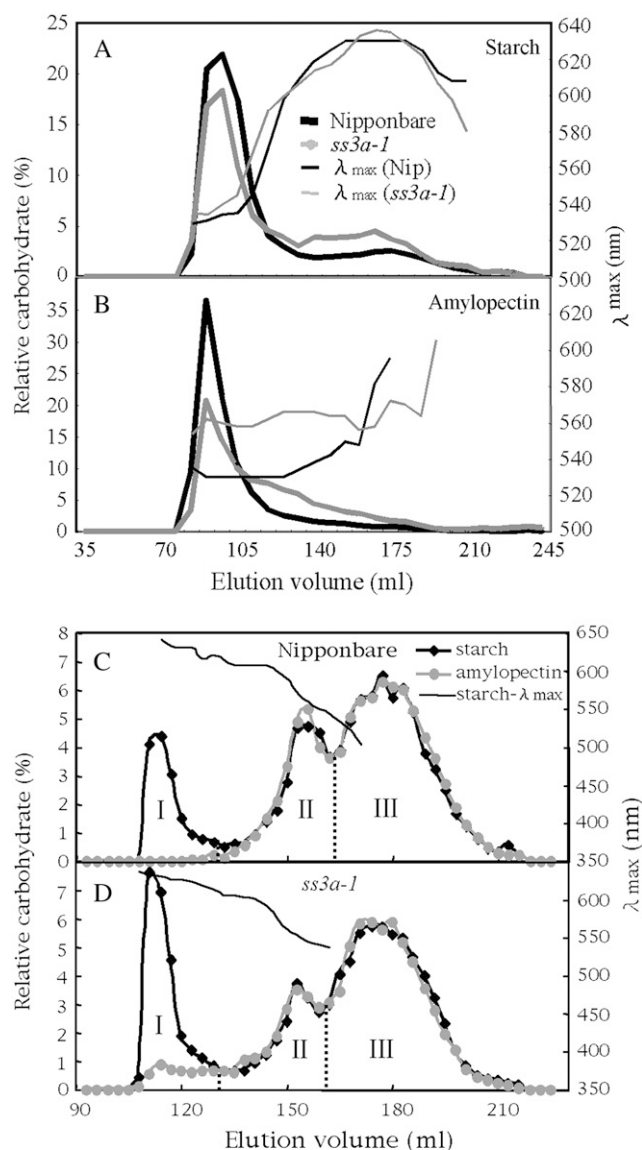 A
Starch
25
20
15
10
5
0
Relative carbohydrate (%)
640
620
600
580
560
540
520
500
λ max (nm)
Nipponbare
ss3a-1
λ max (Nip)
λ max (ss3a-1)
B
Amylopectin
35
30
25
20
15
10
5
0
620
600
580
560
540
520
500
35 70 105 140 175 210 245
Elution volume (ml)
C
Nipponbare
starch
amylopectin
starch-λ max
8
7
6
5
4
3
2
1
0
Relative carbohydrate (%)
650
600
550
500
450
400
350
λ max (nm)
I
II
III
D
ss3a-1
7
6
5
4
3
2
1
0
600
550
500
450
400
350
I
II
III
90 120 150 180 210
Elution volume (ml)